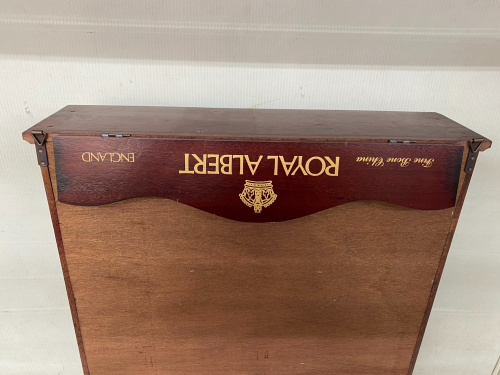 Fine Bone China
ROYAL ALBERT
ENGLAND